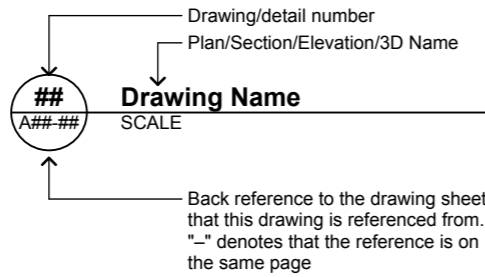 Drawing/detail number
Plan/Section/Elevation/3D Name
##
Drawing Name
A##-##
SCALE
Back reference to the drawing sheet
that this drawing is referenced from.
"–" denotes that the reference is on
the same page